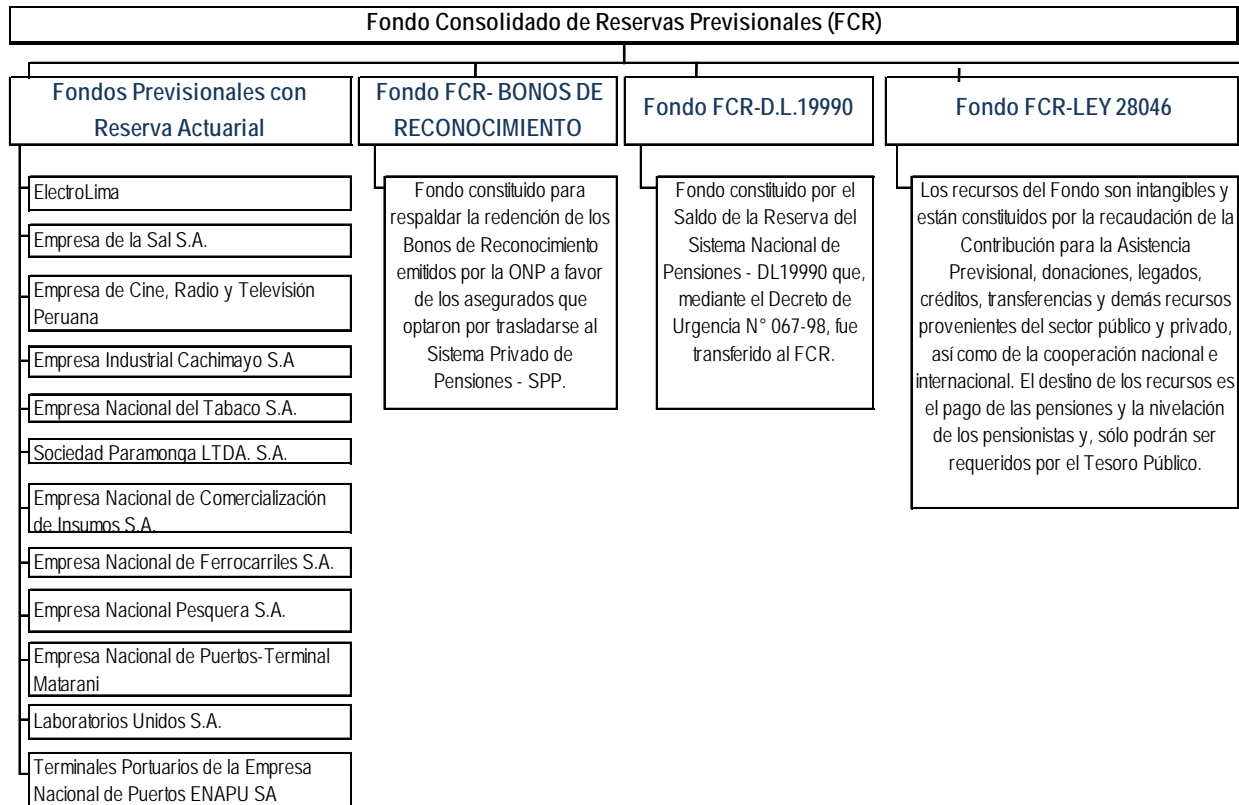 Fondo Consolidado de Reservas Previsionales (FCR)
Fondos Previsionales con
Reserva Actuarial
ElectroLima
Empresa de la Sal S.A.
Empresa de Cine, Radio y Televisión
Peruana
Empresa Industrial Cachimayo S.A
Empresa Nacional del Tabaco S.A.
Sociedad Paramonga LTDA. S.A.
Empresa Nacional de Comercialización
de Insumos S.A.
Empresa Nacional de Ferrocarriles S.A.
Empresa Nacional Pesquera S.A.
Empresa Nacional de Puertos-Terminal
Matarani
Laboratorios Unidos S.A.
Terminales Portuarios de la Empresa
Nacional de Puertos ENAPU SA
Fondo FCR- BONOS DE
RECONOCIMIENTO
Fondo constituido para
respaldar la redención de los
Bonos de Reconocimiento
emitidos por la ONP a favor
de los asegurados que
optaron por trasladarse al
Sistema Privado de
Pensiones - SPP.
Fondo FCR-D.L.19990
Fondo constituido por el
Saldo de la Reserva del
Sistema Nacional de
Pensiones - DL19990 que,
mediante el Decreto de
Urgencia N° 067-98, fue
transferido al FCR.
Fondo FCR-LEY 28046
Los recursos del Fondo son intangibles y
están constituidos por la recaudación de la
Contribución para la Asistencia
Previsional, donaciones, legados,
créditos, transferencias y demás recursos
provenientes del sector público y privado,
así como de la cooperación nacional e
internacional. El destino de los recursos es
el pago de las pensiones y la nivelación
de los pensionistas y, sólo podrán ser
requeridos por el Tesoro Público.